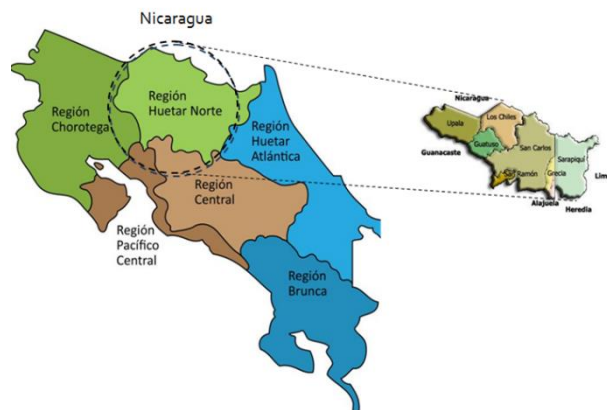 Nicaragua
Región
Chorotega
Región
Huetar Norte
Región
Huetar
Atlántica
Región
Central
Región
Pacífico
Central
Región
Brunca
Nicaragua
Upala
Los Chiles
Guatuso
San Carlos
Sarapiquí
Guanacaste
Ramón
Grecia
Lim
Alajuela
Heredia